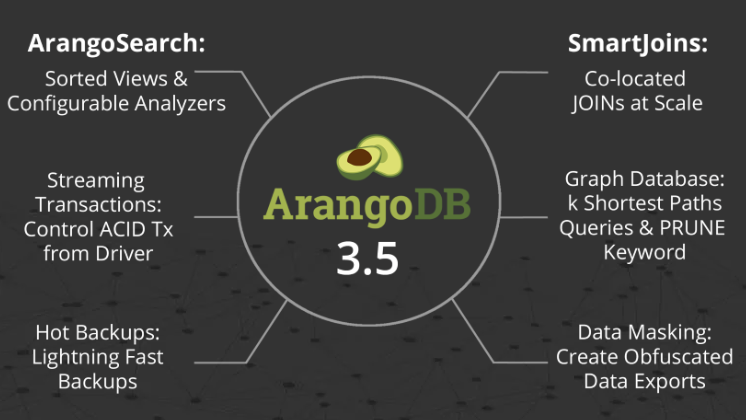 ArangoSearch:
Sorted Views &
Configurable Analyzers
Streaming
Transactions:
Control ACID Tx
from Driver
Hot Backups:
Lightning Fast
Backups
ArangoDB
3.5
SmartJoins:
Co-located
JOINs at Scale
Graph Database:
k Shortest Paths
Queries & PRUNE
Keyword
Data Masking:
Create Obfuscated
Data Exports